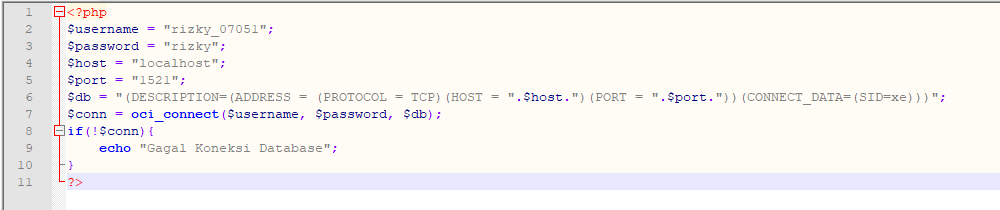 1 <?php
2 $username = "rizky_07051";
3 $password = "rizky";
4 $host = "localhost";
5 $port = "1521";
6 $db = "(DESCRIPTION=(ADDRESS = (PROTOCOL = TCP)(HOST = ".$host.")(PORT = ".$port."))(CONNECT_DATA=(SID=xe)))";
7 $conn = oci_connect($username, $password, $db);
8 if(!$conn){
9     echo "Gagal Koneksi Database";
10 }
11 ?>